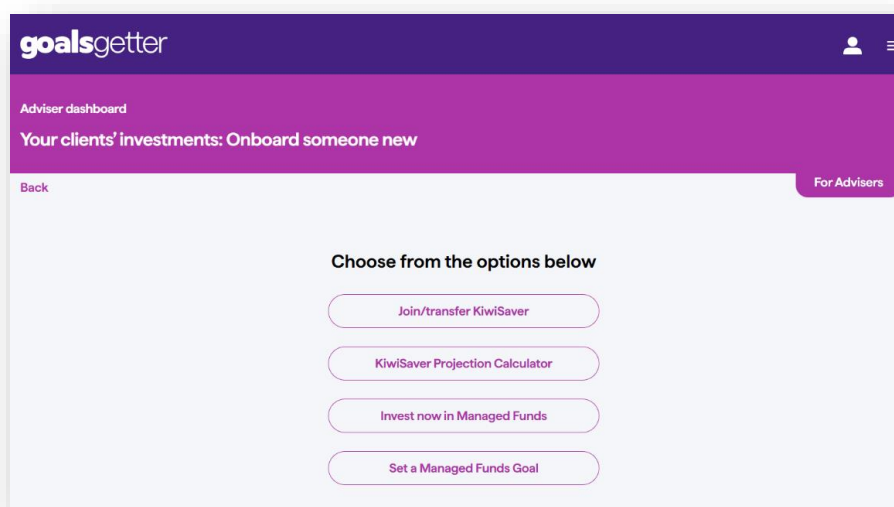 goalsgetter
Adviser dashboard
Your clients' investments: Onboard someone new
Back
For Advisers
Choose from the options below
Join/transfer KiwiSaver
KiwiSaver Projection Calculator
Invest now in Managed Funds
Set a Managed Funds Goal